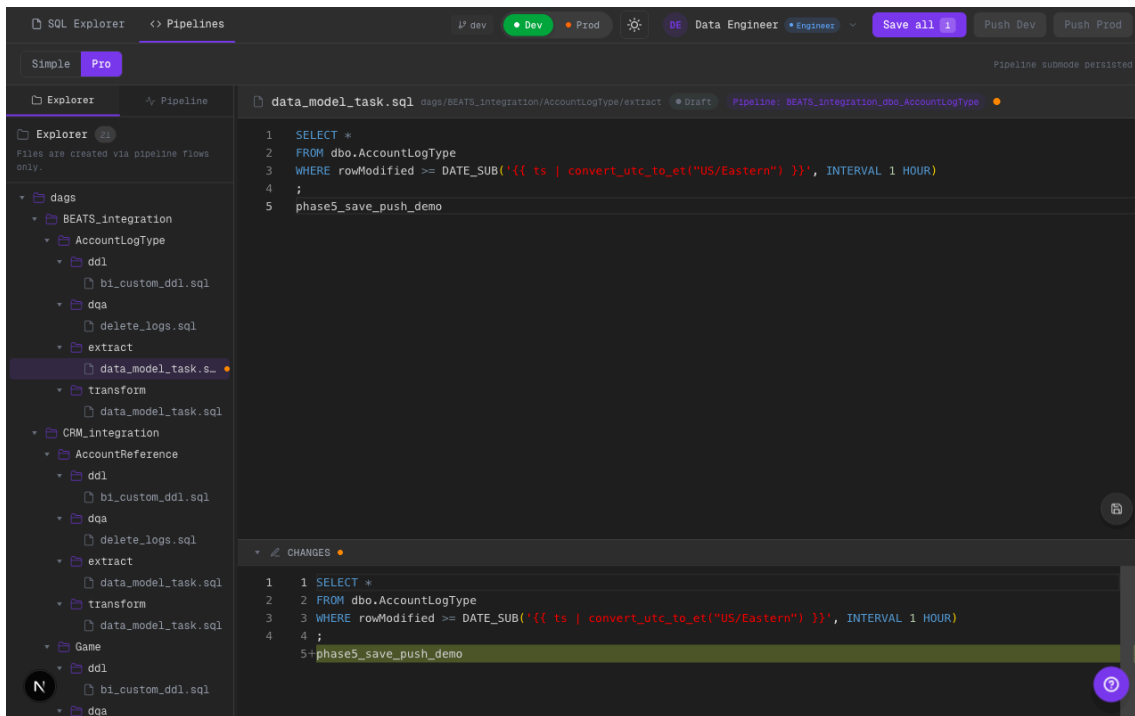 SQL Explorer
<> Pipelines
dev
Dev
Prod
DE
Data Engineer
Engineer
Save all 1
Push Dev
Push Prod
Simple
Pro
Pipeline submode persisted
Explorer
Pipeline
Explorer 21
Files are created via pipeline flows
only.
dags
BEATS_integration
AccountLogType
ddl
bi_custom_ddl.sql
dqa
delete_logs.sql
extract
data_model_task.s…
transform
data_model_task.sql
CRM_integration
AccountReference
ddl
bi_custom_ddl.sql
dqa
delete_logs.sql
extract
data_model_task.sql
transform
data_model_task.sql
Game
ddl
bi_custom_ddl.sql
dqa
N
data_model_task.sql dags/BEATS_integration/AccountLogType/extract Draft Pipeline: BEATS_integration_dbo_AccountLogType
1 SELECT *
2 FROM dbo.AccountLogType
3 WHERE rowModified >= DATE_SUB('{{ ts | convert_utc_to_et("US/Eastern") }}', INTERVAL 1 HOUR)
4 ;
5 phase5_save_push_demo
CHANGES
1 1 SELECT *
2 2 FROM dbo.AccountLogType
3 3 WHERE rowModified >= DATE_SUB('{{ ts | convert_utc_to_et("US/Eastern") }}', INTERVAL 1 HOUR)
4 4 ;
5+phase5_save_push_demo
?